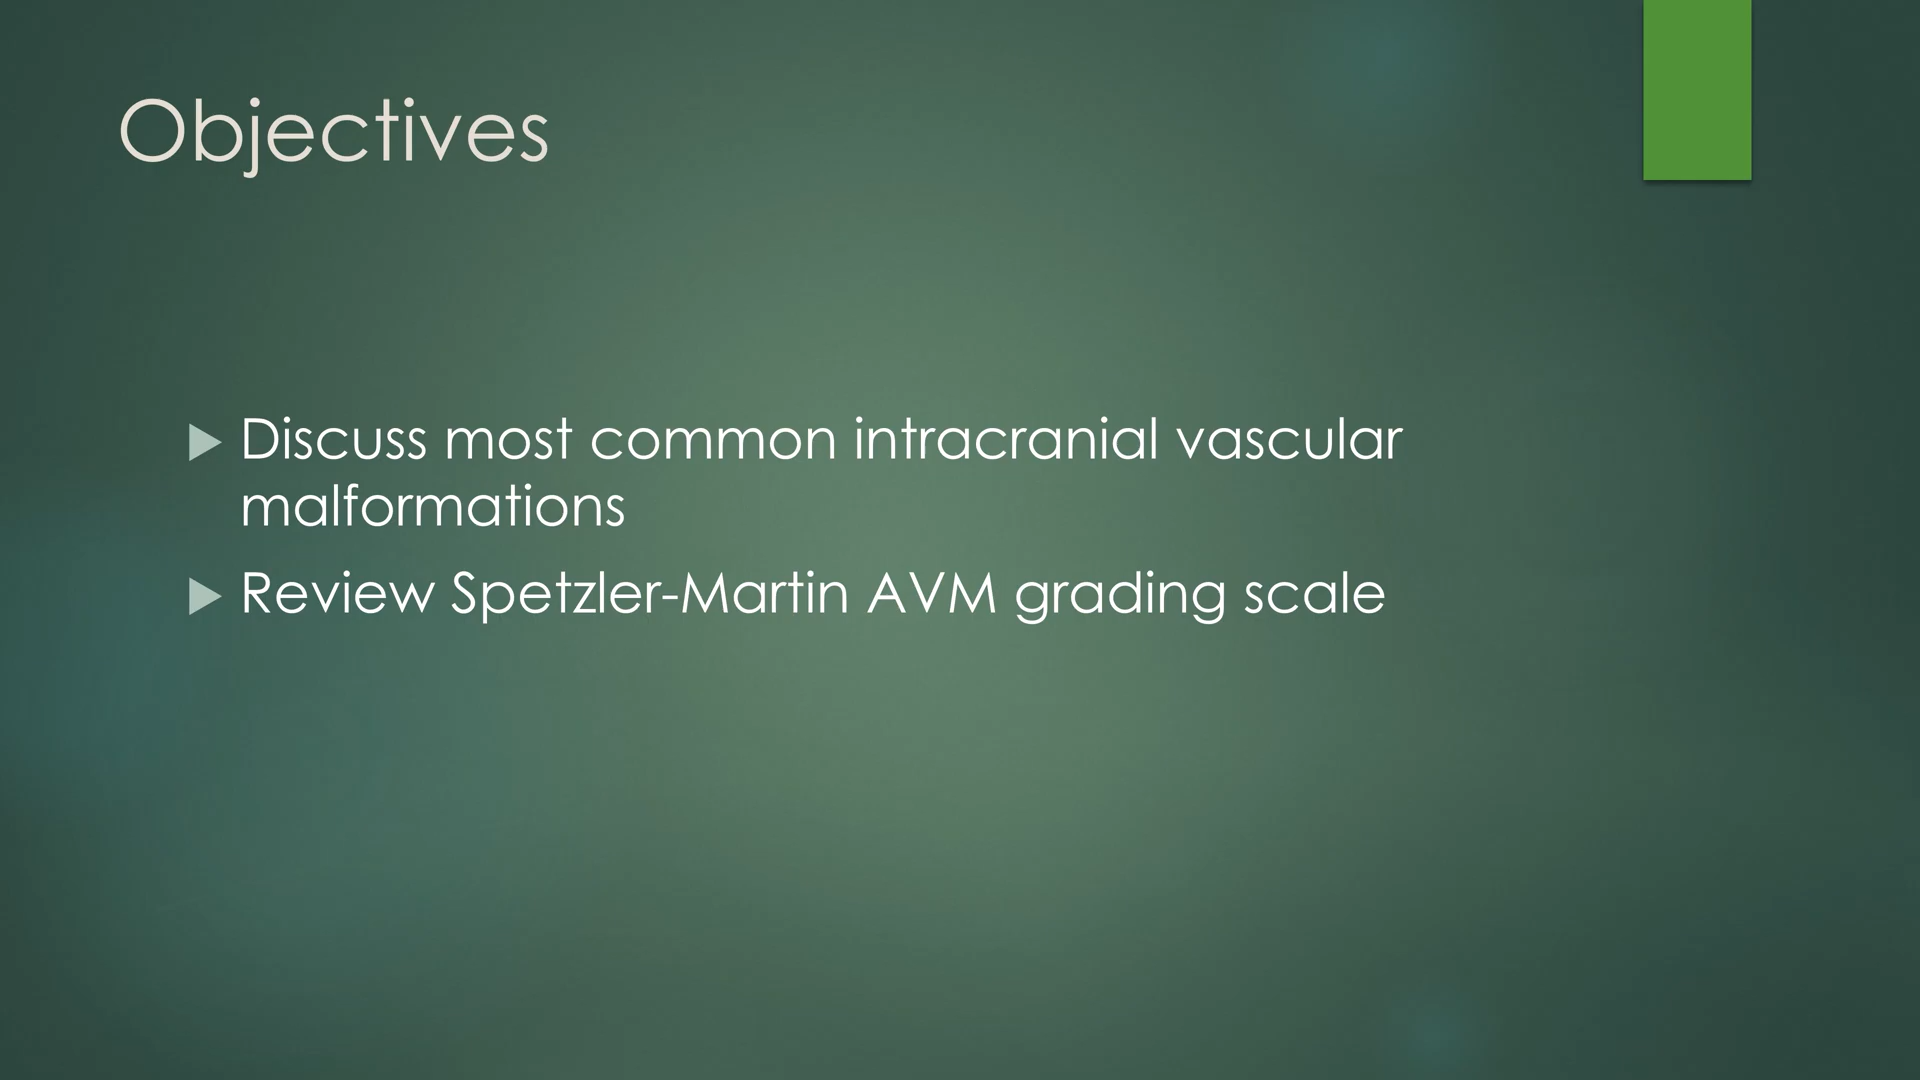 Objectives
Discuss most common intracranial vascular
malformations
Review Spetzler-Martin AVM grading scale